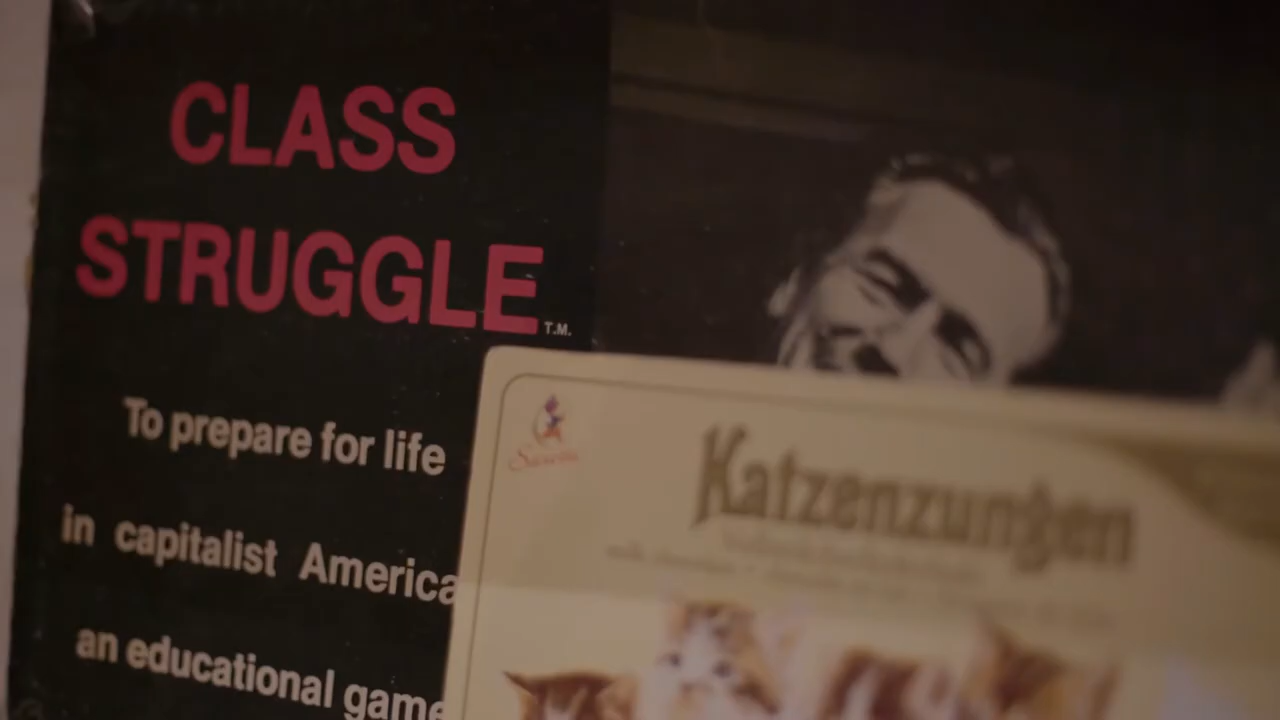 CLASS
STRUGGLE T.M.
To prepare for life
in capitalist America
an educational game
Katzenzungen